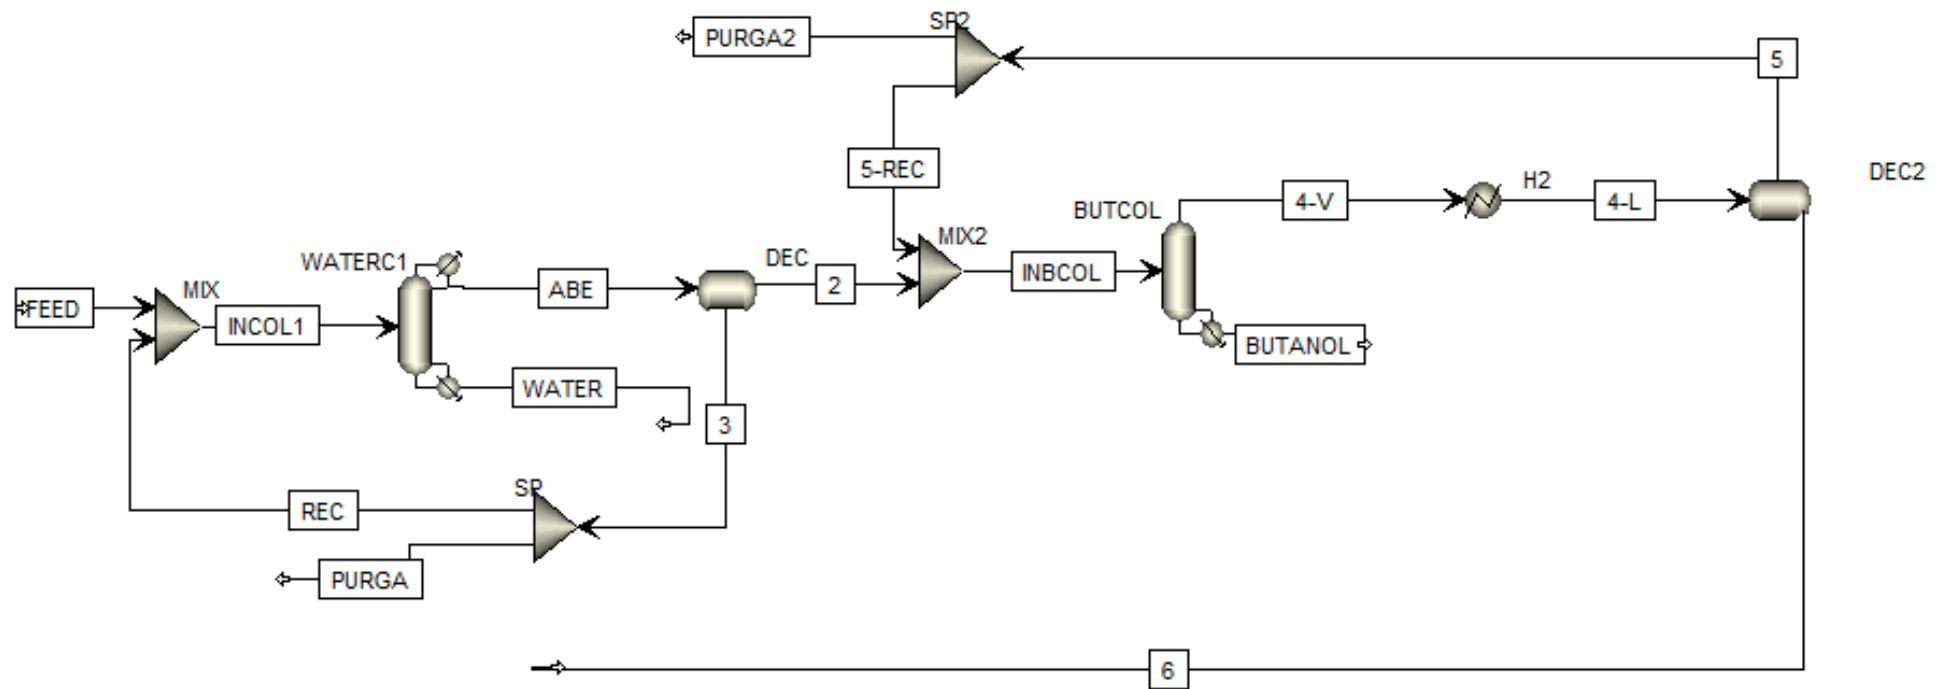 SP2
PURGA2
5
5-REC
DEC2
H2
4-V
4-L
BUTCOL
MIX2
DEC
WATERC1
INBCOL
ABE
2
MIX
FEED
INCOL1
BUTANOL
WATER
3
SP
REC
PURGA
6